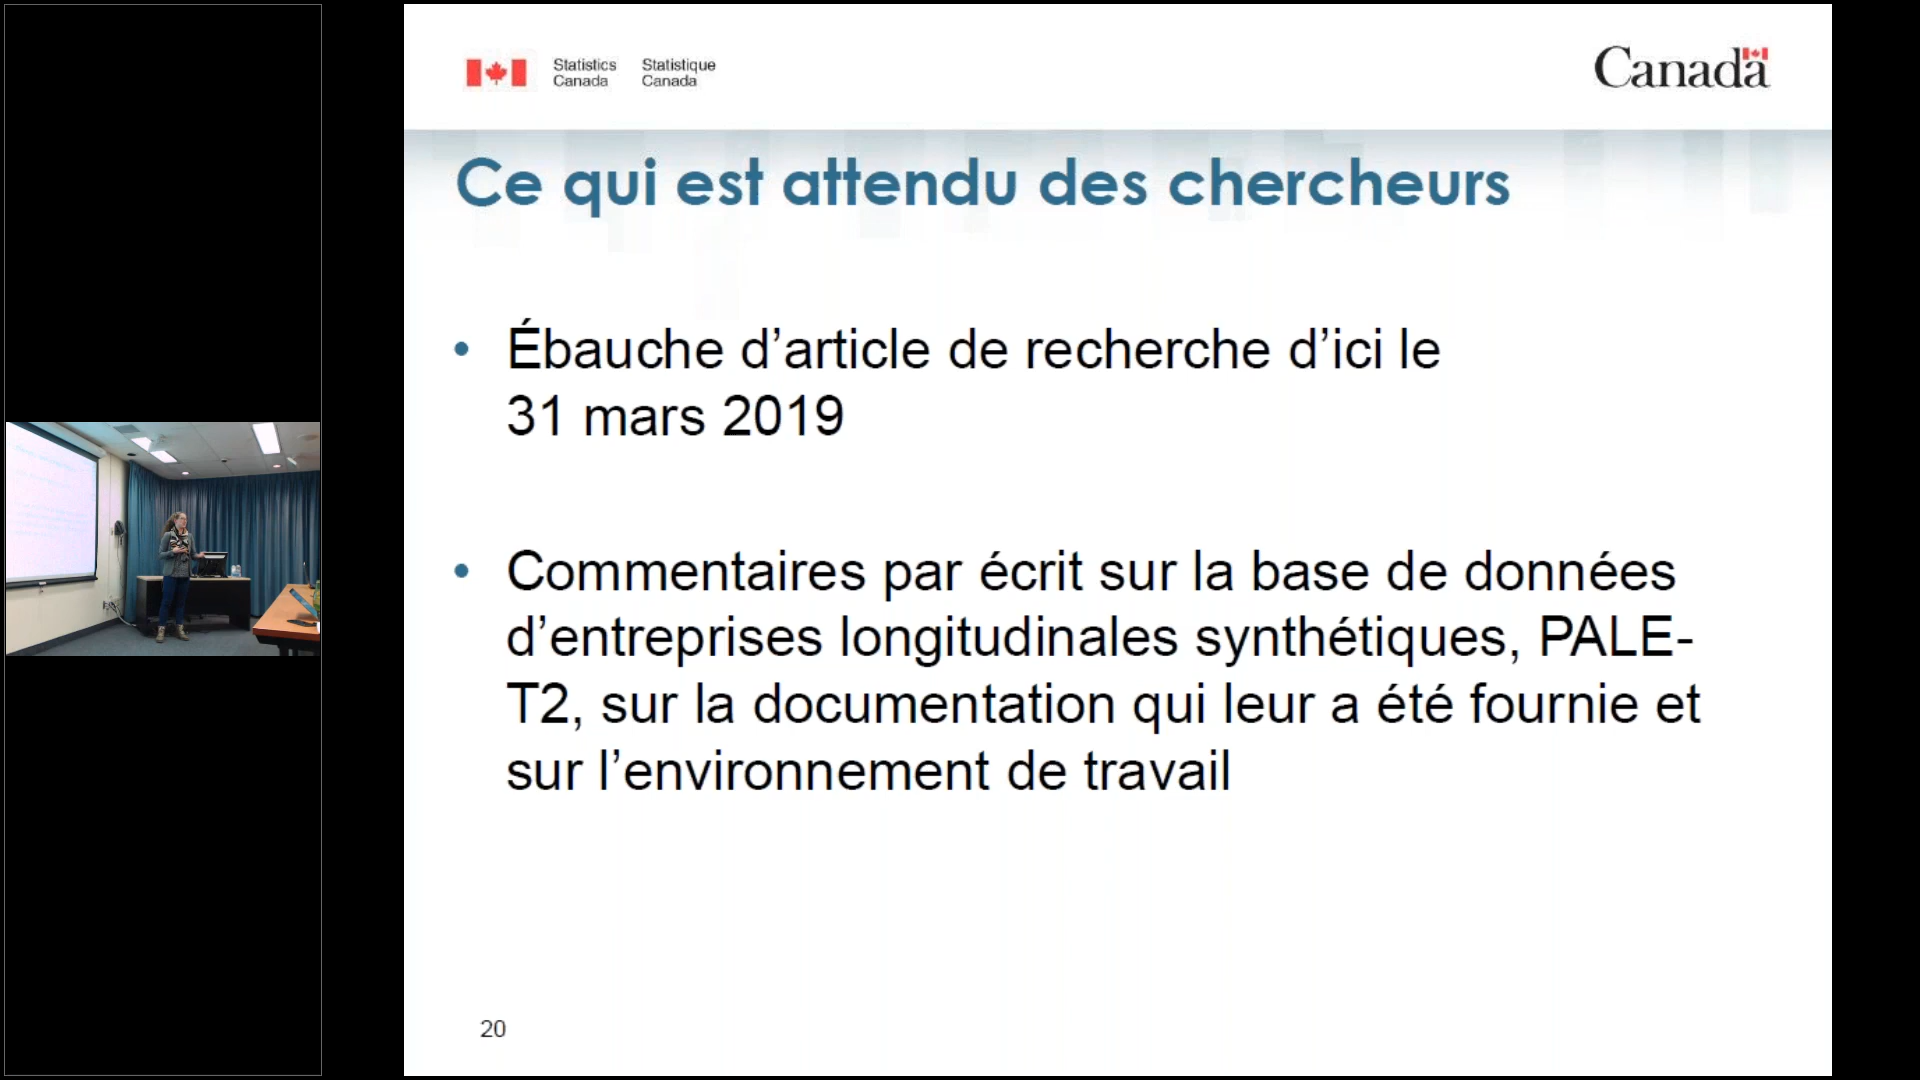 Statistics Canada
Statistique Canada
Canada
Ce qui est attendu des chercheurs
• Ébauche d’article de recherche d’ici le
31 mars 2019
• Commentaires par écrit sur la base de données
d’entreprises longitudinales synthétiques, PALE-
T2, sur la documentation qui leur a été fournie et
sur l’environnement de travail
20